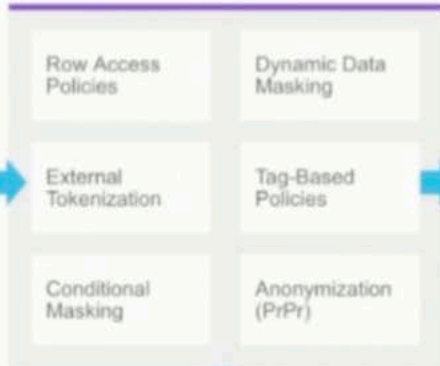 Row Access
Policies
Dynamic Data
Masking
External
Tokenization
Tag-Based
Policies
Conditional
Masking
Anonymization
(PrPr)